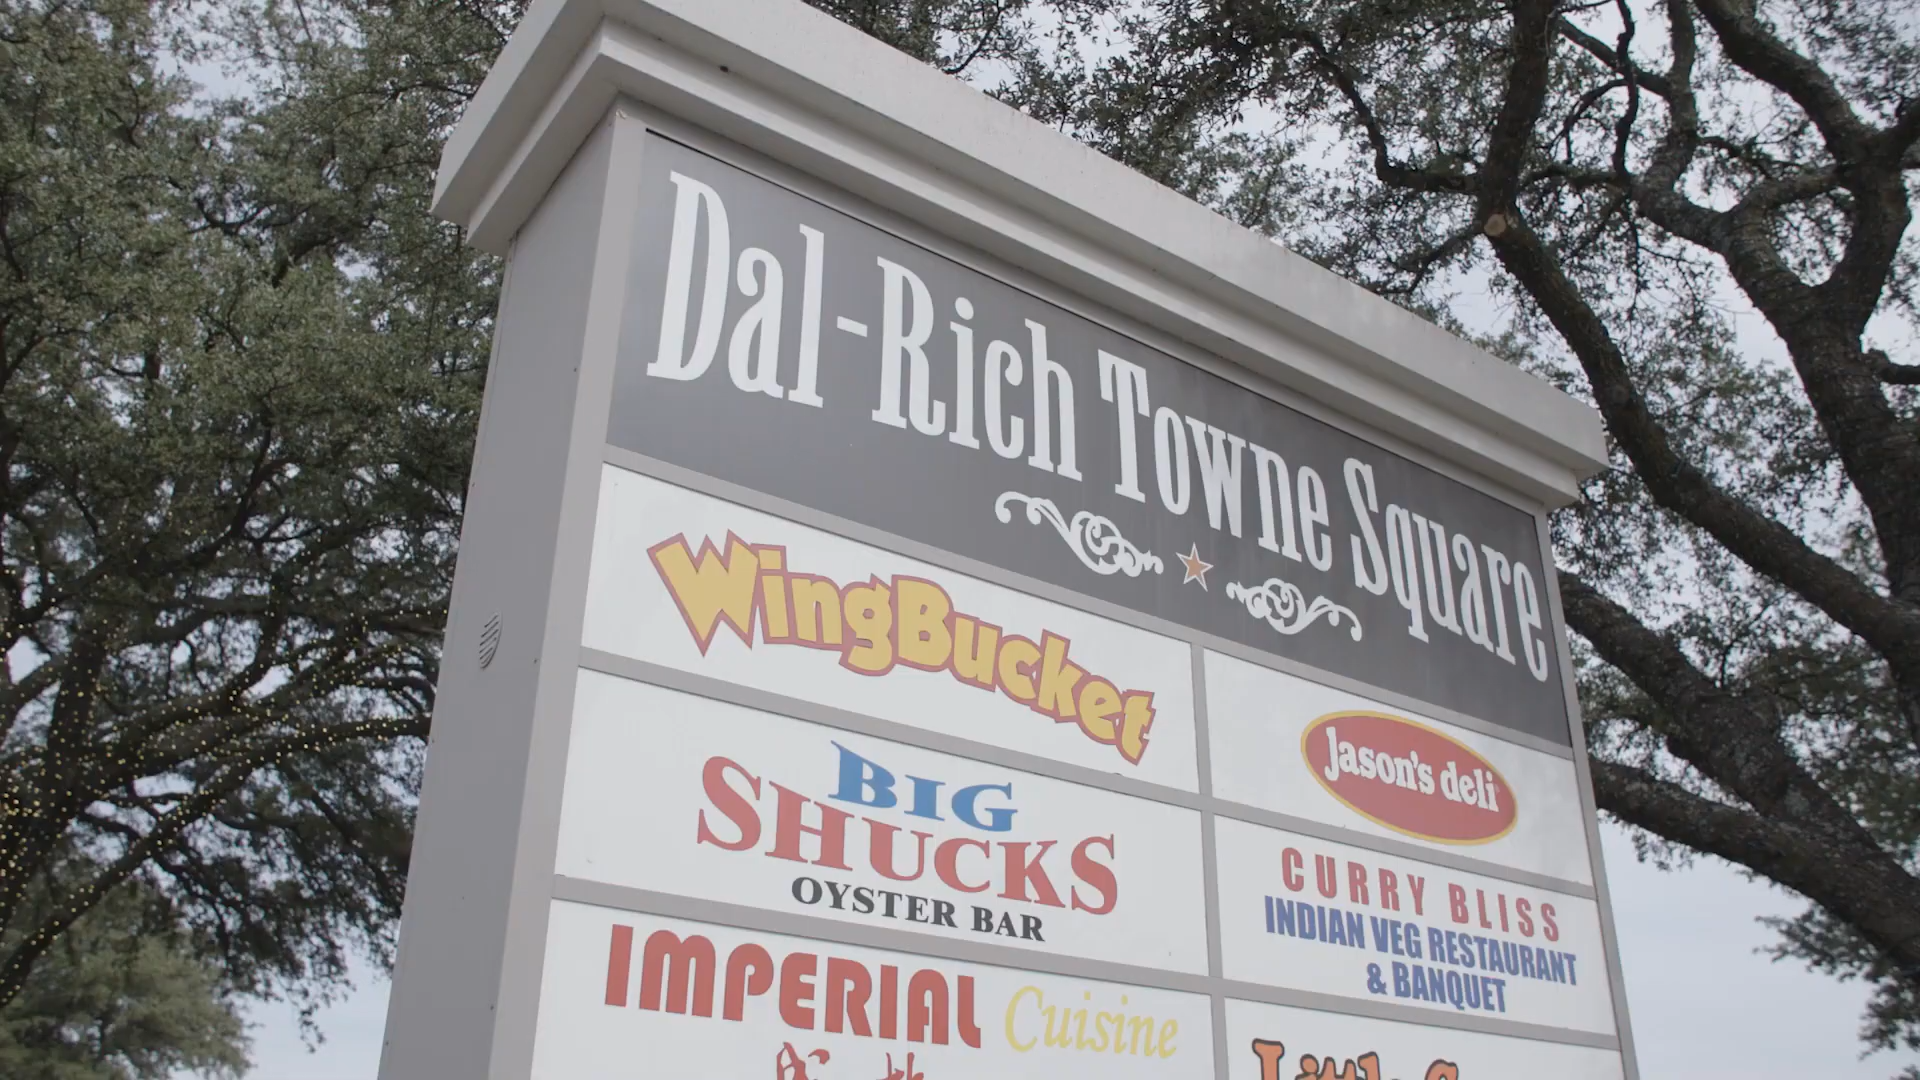 Dal-Rich Towne Square
WingBucket
Jason's deli
BIG
SHUCKS
OYSTER BAR
CURRY BLISS
INDIAN VEG RESTAURANT
& BANQUET
IMPERIAL Cuisine
Little